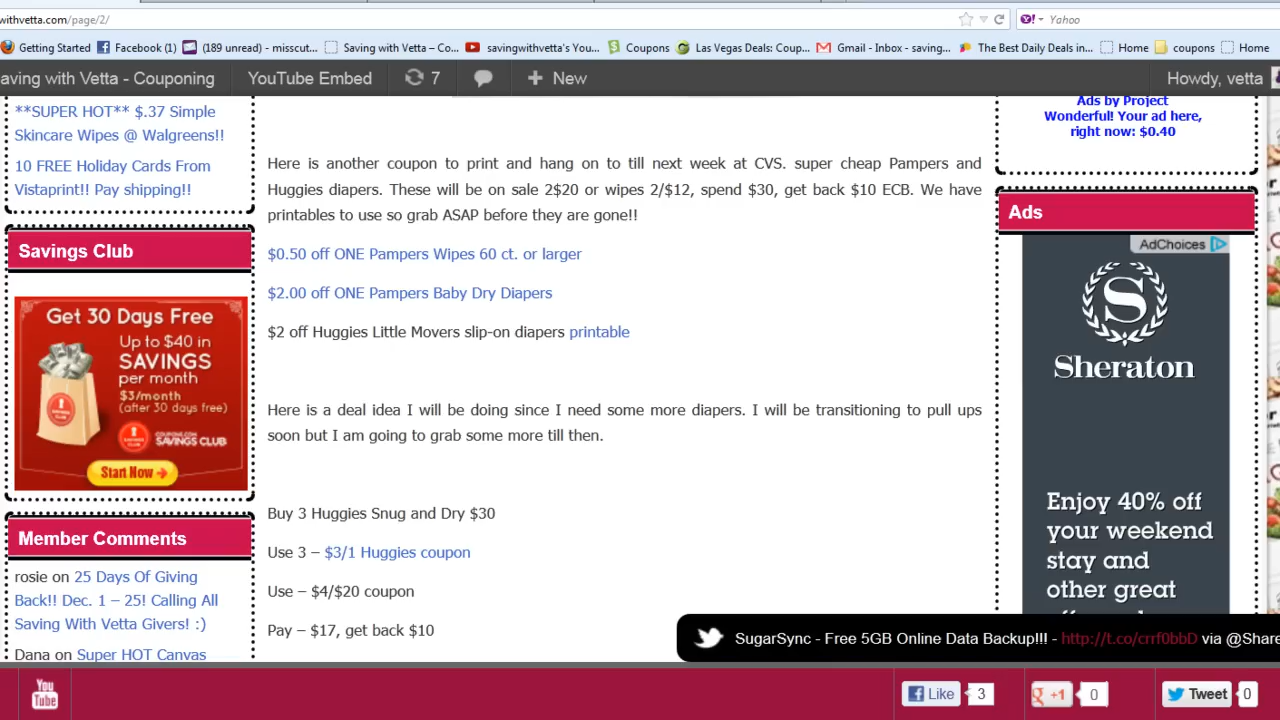 withvetta.com/page/2/
Yahoo
Getting Started Facebook (1) (189 unread) - misscut... Saving with Vetta – Co... savingwithvetta's You... Coupons Las Vegas Deals: Coup... Gmail - Inbox - saving... The Best Daily Deals in... Home coupons Home
aving with Vetta - Couponing YouTube Embed 7 + New Howdy, vetta
**SUPER HOT** $.37 Simple
Skincare Wipes @ Walgreens!!
10 FREE Holiday Cards From
Vistaprint!! Pay shipping!!
Savings Club
Get 30 Days Free
Up to $40 in
SAVINGS
per month
$3/month
(after 30 days free)
COUPONS.COM
SAVINGS CLUB
Start Now
Member Comments
rosie on 25 Days Of Giving
Back!! Dec. 1 – 25! Calling All
Saving With Vetta Givers! :)
Dana on Super HOT Canvas
Here is another coupon to print and hang on to till next week at CVS. super cheap Pampers and
Huggies diapers. These will be on sale 2$20 or wipes 2/$12, spend $30, get back $10 ECB. We have
printables to use so grab ASAP before they are gone!!
$0.50 off ONE Pampers Wipes 60 ct. or larger
$2.00 off ONE Pampers Baby Dry Diapers
$2 off Huggies Little Movers slip-on diapers printable
Here is a deal idea I will be doing since I need some more diapers. I will be transitioning to pull ups
soon but I am going to grab some more till then.
Buy 3 Huggies Snug and Dry $30
Use 3 – $3/1 Huggies coupon
Use – $4/$20 coupon
Pay – $17, get back $10
Ads by Project
Wonderful! Your ad here,
right now: $0.40
Ads
AdChoices
S
Sheraton
Enjoy 40% off
your weekend
stay and
other great
SugarSync - Free 5GB Online Data Backup!!! - http://t.co/crrf0bbD via @Share
You
Tube
Like 3 +1 0 Tweet 0